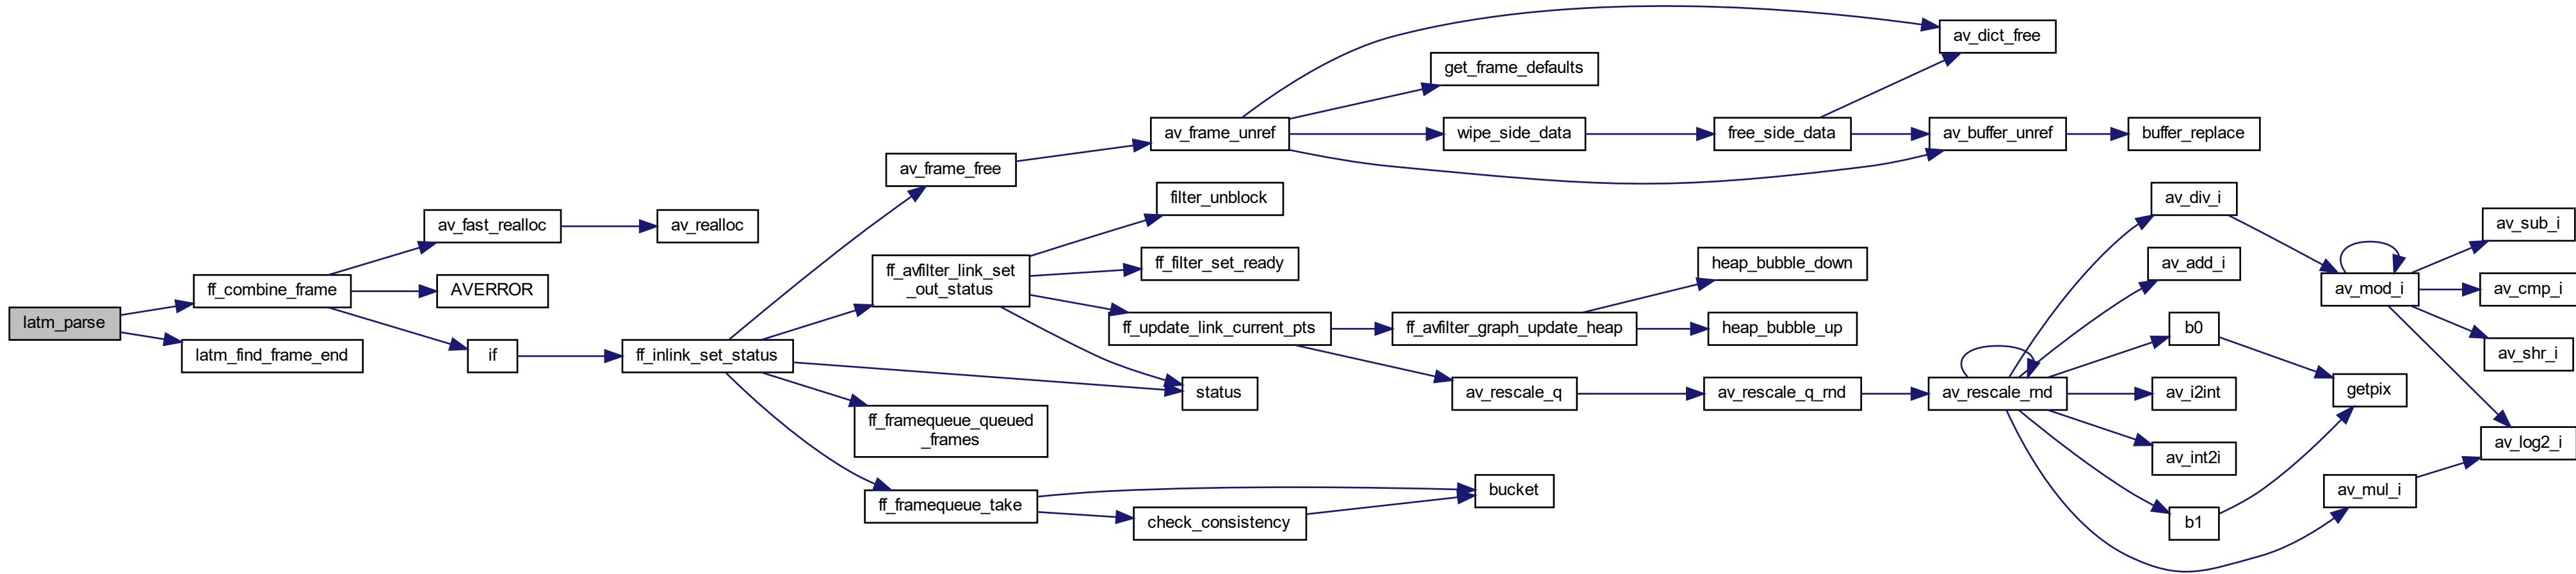 latm_parse
ff_combine_frame
latm_find_frame_end
av_fast_realloc
AVERROR
if
av_realloc
ff_inlink_set_status
av_frame_free
ff_avfilter_link_set
_out_status
ff_framequeue_queued
_frames
ff_framequeue_take
av_frame_unref
filter_unblock
ff_filter_set_ready
ff_update_link_current_pts
status
check_consistency
get_frame_defaults
wipe_side_data
ff_avfilter_graph_update_heap
av_rescale_q
bucket
free_side_data
heap_bubble_down
heap_bubble_up
av_rescale_q_rnd
av_dict_free
av_buffer_unref
av_rescale_rnd
buffer_replace
av_div_i
av_add_i
b0
av_i2int
av_int2i
b1
av_mod_i
getpix
av_mul_i
av_sub_i
av_cmp_i
av_shr_i
av_log2_i